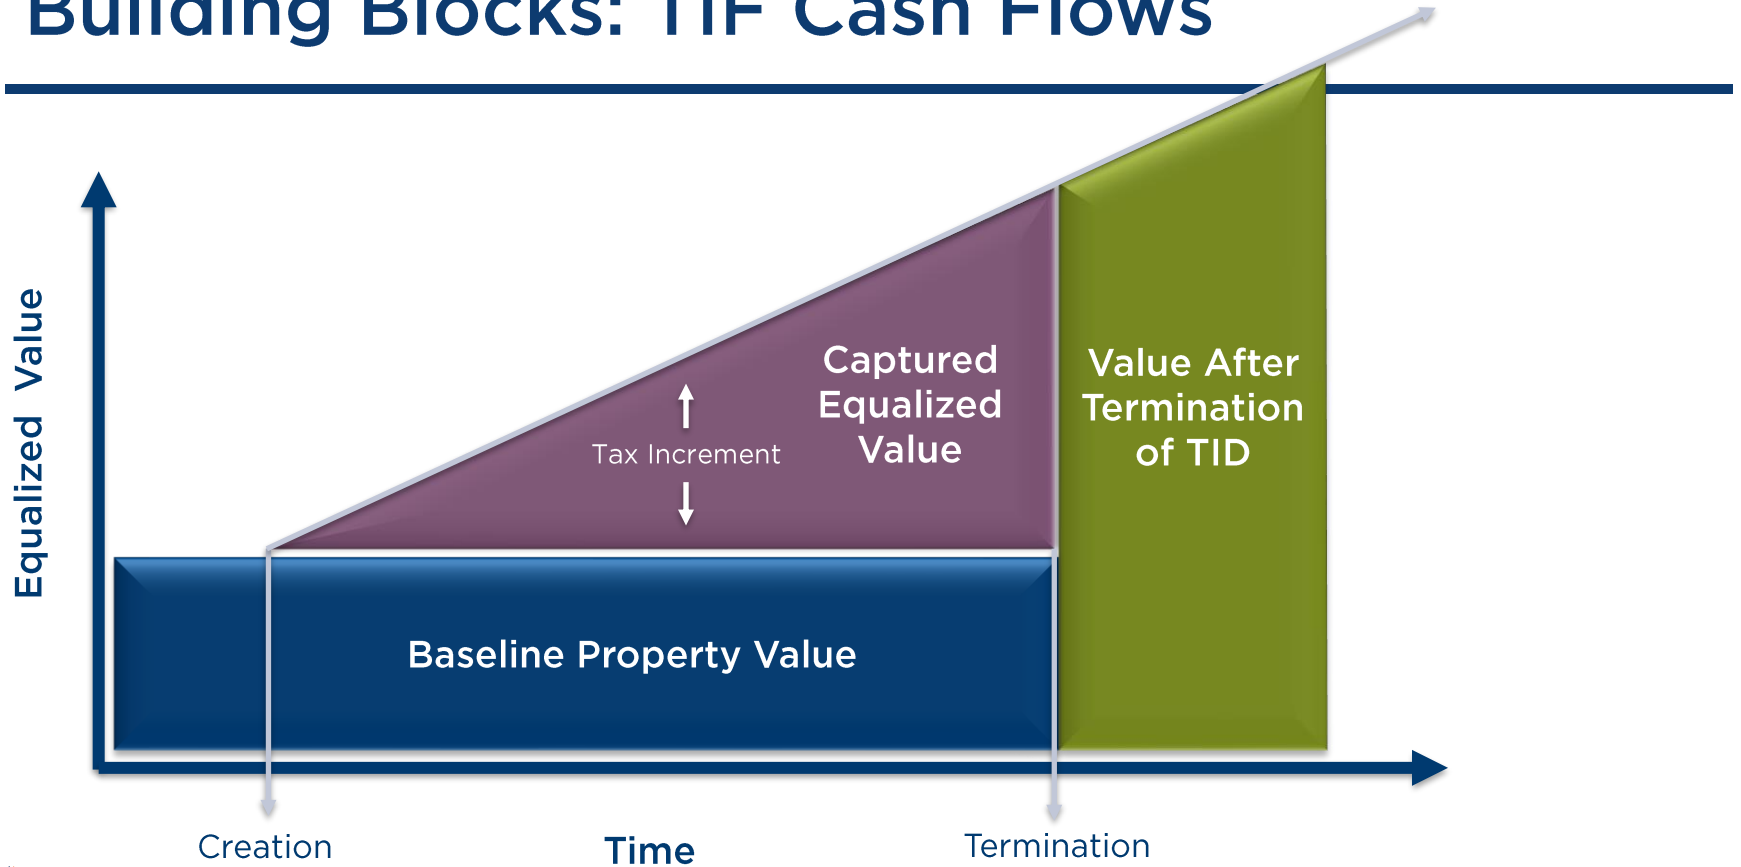 Building Blocks: TIF Cash Flows
Equalized Value
Captured
Equalized
Value
Tax Increment
Value After
Termination
of TID
Baseline Property Value
Creation
Time
Termination